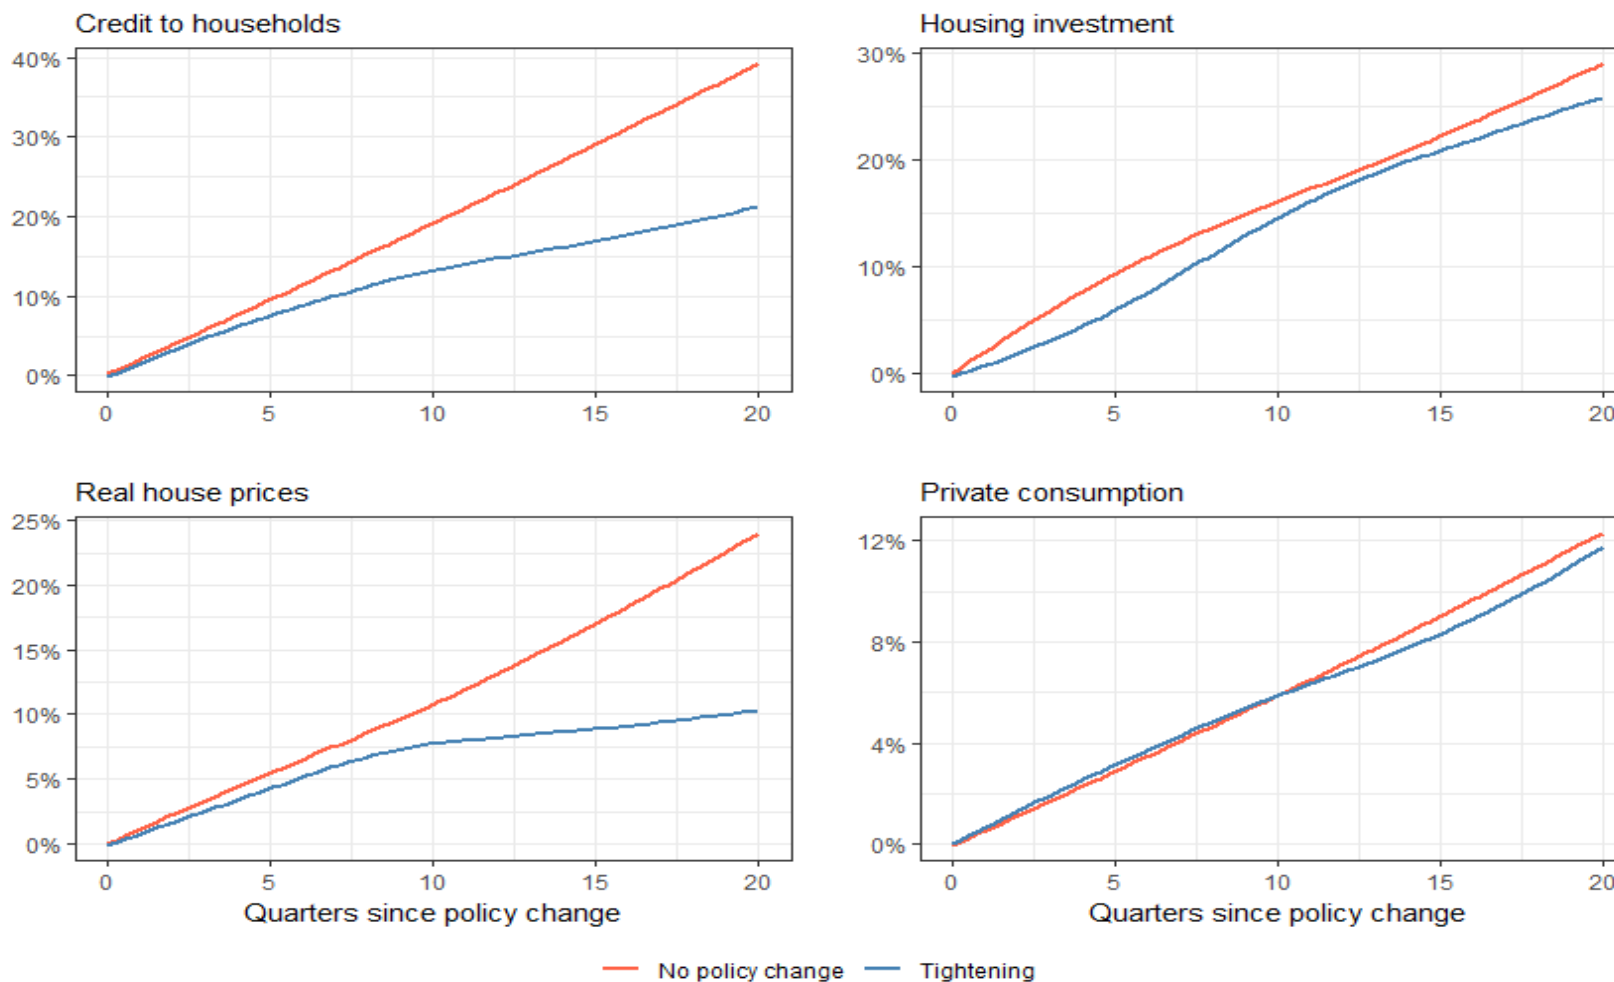 Credit to households
40%
30%
20%
10%
0%
0 5 10 15 20
Housing investment
30%
20%
10%
0%
0 5 10 15 20
Real house prices
25%
20%
15%
10%
5%
0%
0 5 10 15 20
Quarters since policy change
Private consumption
12%
8%
4%
0%
0 5 10 15 20
Quarters since policy change
No policy change Tightening